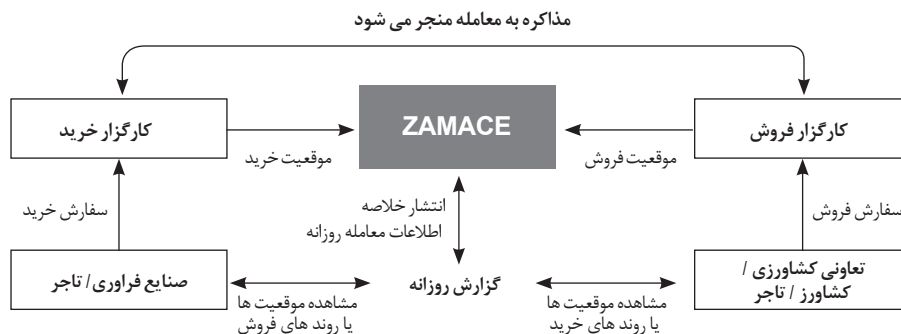 مذاکره به معامله منجر می شود
کارگزار فروش
ZAMACE
کارگزار خرید
موقعیت فروش
موقعیت خرید
سفارش فروش
انتشار خلاصه
اطلاعات معامله روزانه
سفارش خرید
تعاونی کشاورزی /
کشاورز / تاجر
گزارش روزانه
صنایع فراوری / تاجر
مشاهده موقعیت ها
یا روند های خرید
مشاهده موقعیت ها
یا روند های فروش